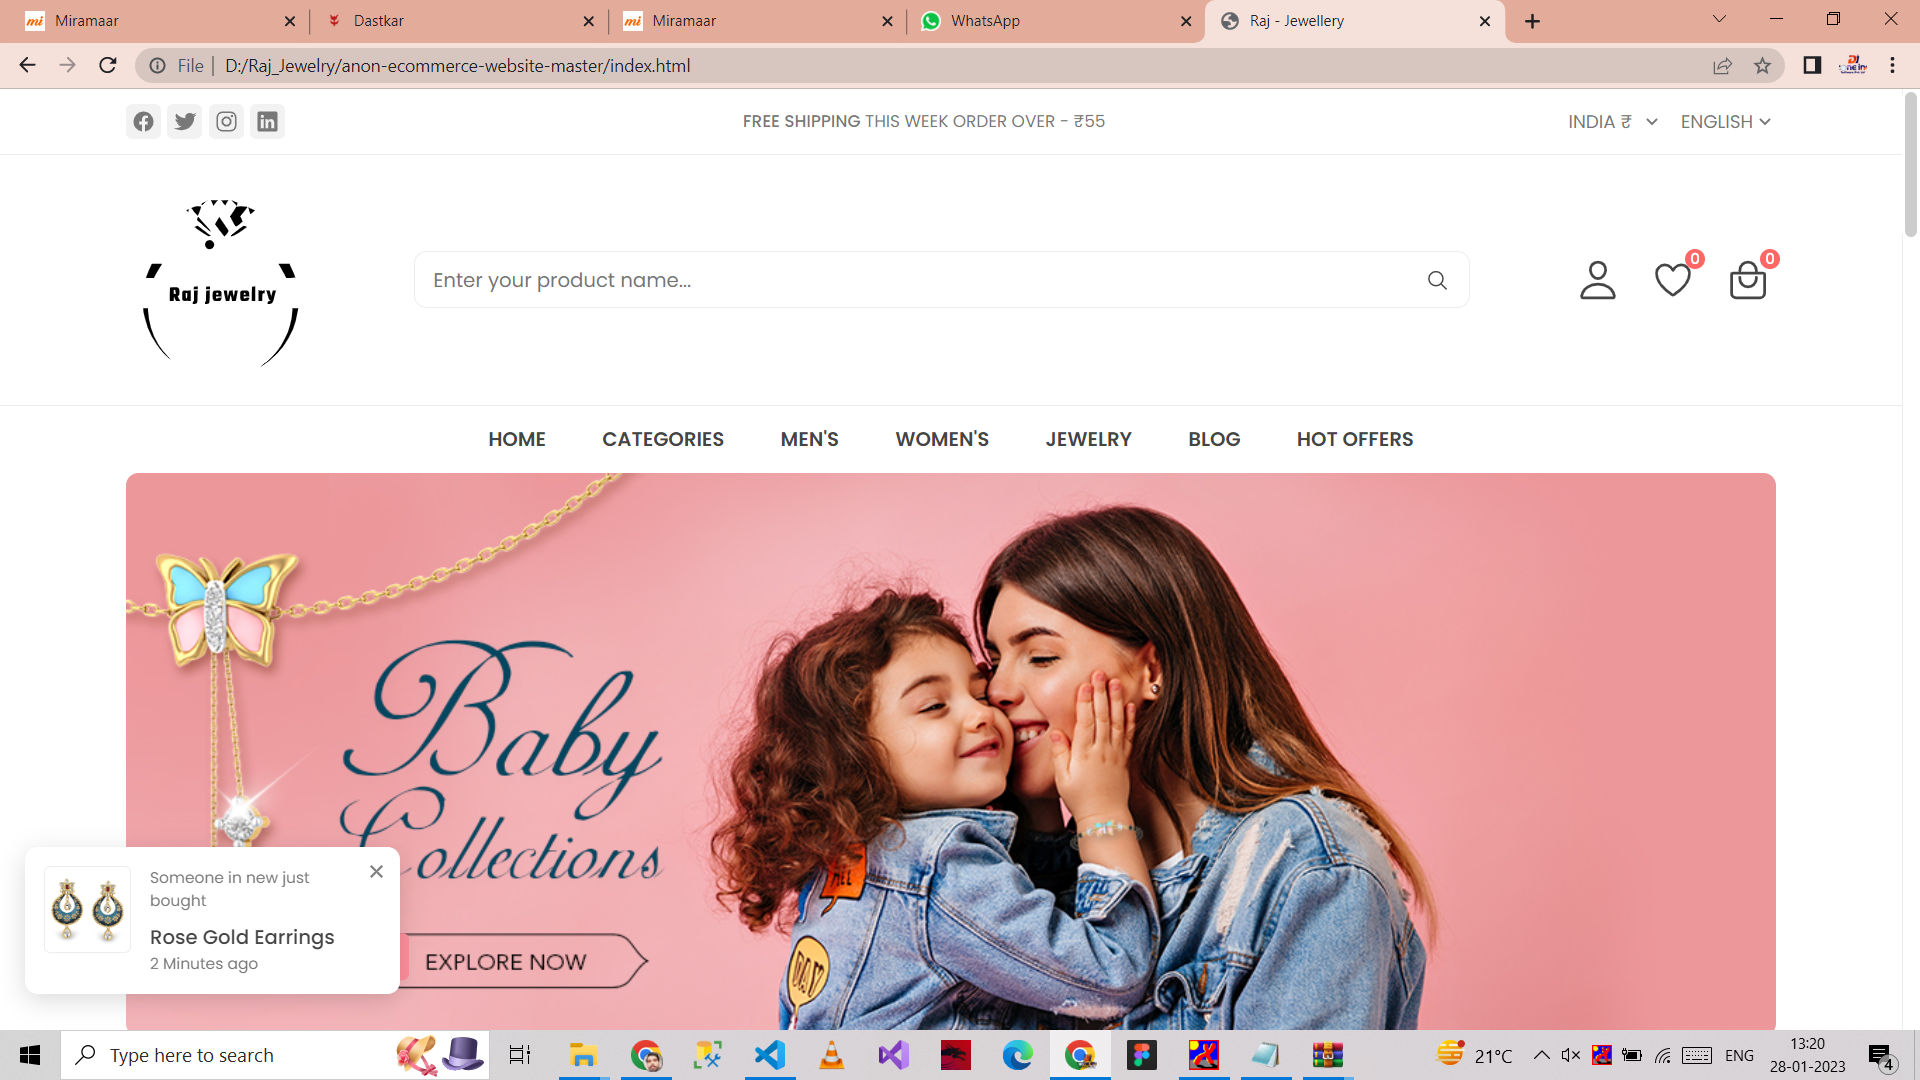 Miramaar
Dastkar
Miramaar
WhatsApp
Raj - Jewellery
File
D:/Raj_Jewelry/anon-ecommerce-website-master/index.html
FREE SHIPPING THIS WEEK ORDER OVER - ₹55
INDIA ₹
ENGLISH
Raj jewelry
Enter your product name...
0
0
HOME
CATEGORIES
MEN'S
WOMEN'S
JEWELRY
BLOG
HOT OFFERS
Baby
Collections
EXPLORE NOW
Someone in new just
bought
Rose Gold Earrings
2 Minutes ago
Type here to search
21°C
ENG
13:20
28-01-2023
4